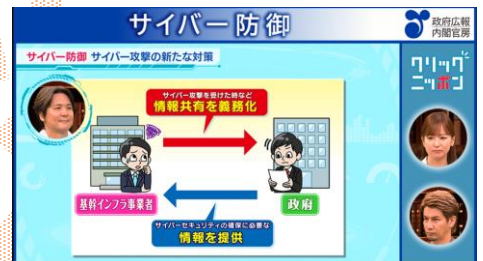 サイバー防御
政府広報
内閣官房
サイバー防御 サイバー攻撃の新たな対策
クリック
ニッポン
サイバー攻撃を受けた時など
情報共有を義務化
基幹インフラ事業者
政府
サイバーセキュリティの確保に必要な
情報を提供